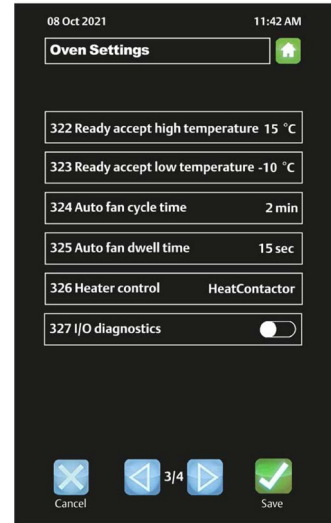 08 Oct 2021 11:42 AM
Oven Settings
322 Ready accept high temperature 15 °C
323 Ready accept low temperature -10 °C
324 Auto fan cycle time 2 min
325 Auto fan dwell time 15 sec
326 Heater control HeatContactor
327 I/O diagnostics
3/4
Cancel Save